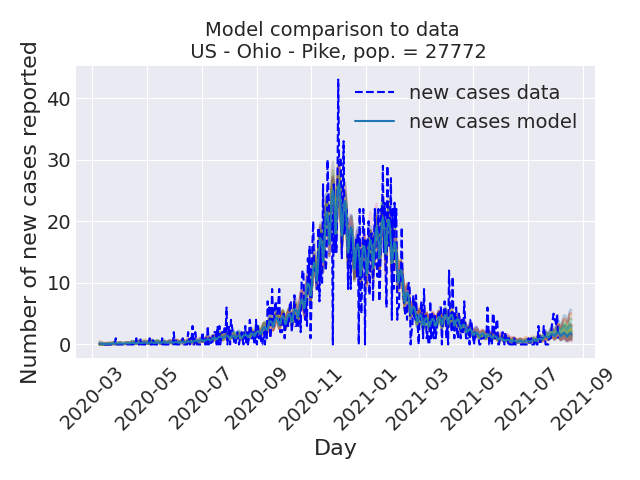 Model comparison to data
US - Ohio - Pike, pop. = 27772
Number of new cases reported
40
30
20
10
0
new cases data
new cases model
2020-03
2020-05
2020-07
2020-09
2020-11
2021-01
2021-03
2021-05
2021-07
2021-09
Day